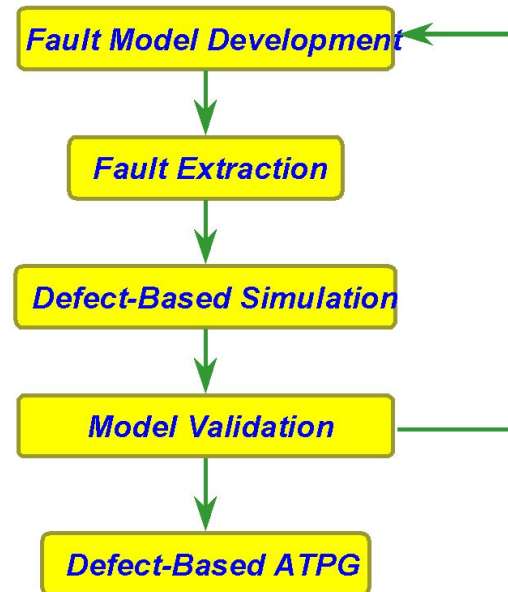 Fault Model Development
Fault Extraction
Defect-Based Simulation
Model Validation
Defect-Based ATPG